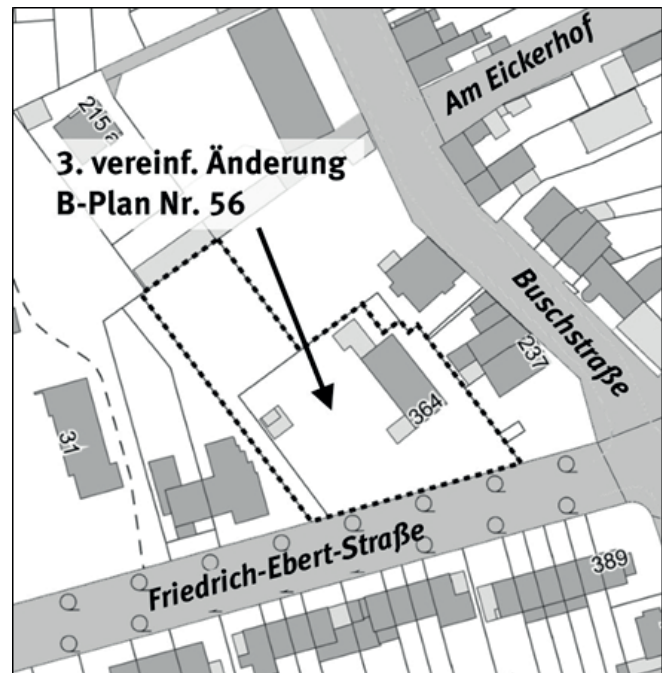 Am Eickerhof
215 a
3. vereinf. Änderung
B-Plan Nr. 56
Buschstraße
237
364
31
Friedrich-Ebert-Straße
389